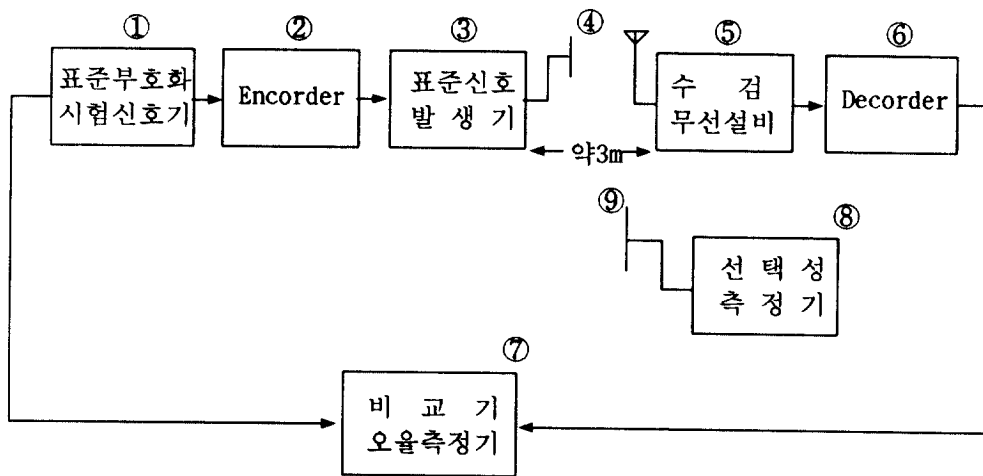 ①
표준부호화
시험신호기
②
Encorder
③
표준신호
발 생 기
④
⑤
수 검
무선설비
⑥
Decorder
약3m
⑨
⑧
선 택 성
측 정 기
⑦
비 교 기
오율측정기